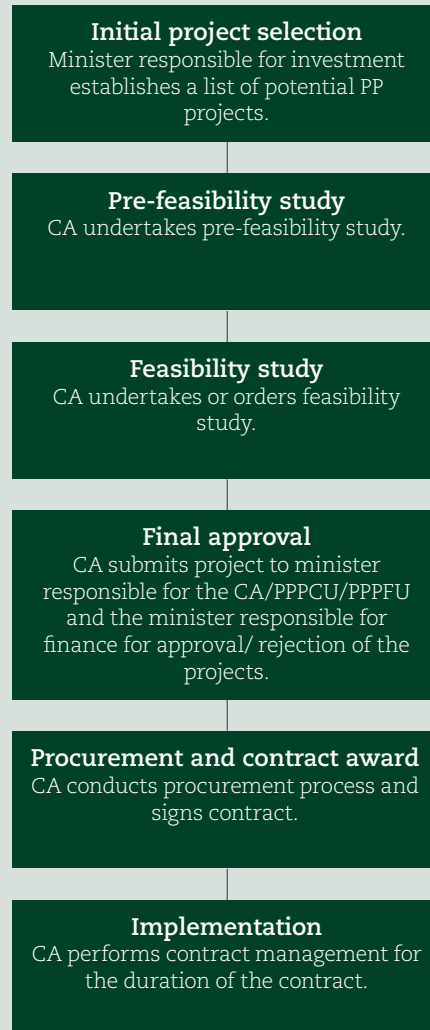 Initial project selection
Minister responsible for investment
establishes a list of potential PP
projects.
Pre-feasibility study
CA undertakes pre-feasibility study.
Feasibility study
CA undertakes or orders feasibility
study.
Final approval
CA submits project to minister
responsible for the CA/PPPCU/PPPFU
and the minister responsible for
finance for approval/ rejection of the
projects.
Procurement and contract award
CA conducts procurement process and
signs contract.
Implementation
CA performs contract management for
the duration of the contract.